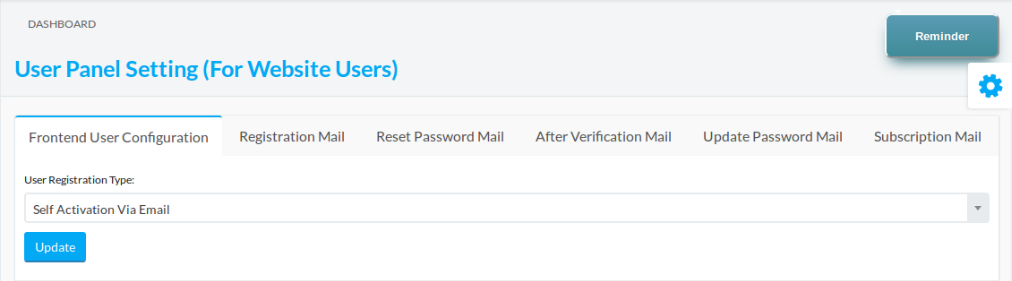 DASHBOARD
Reminder
User Panel Setting (For Website Users)
Frontend User Configuration Registration Mail Reset Password Mail After Verification Mail Update Password Mail Subscription Mail
User Registration Type:
Self Activation Via Email
Update